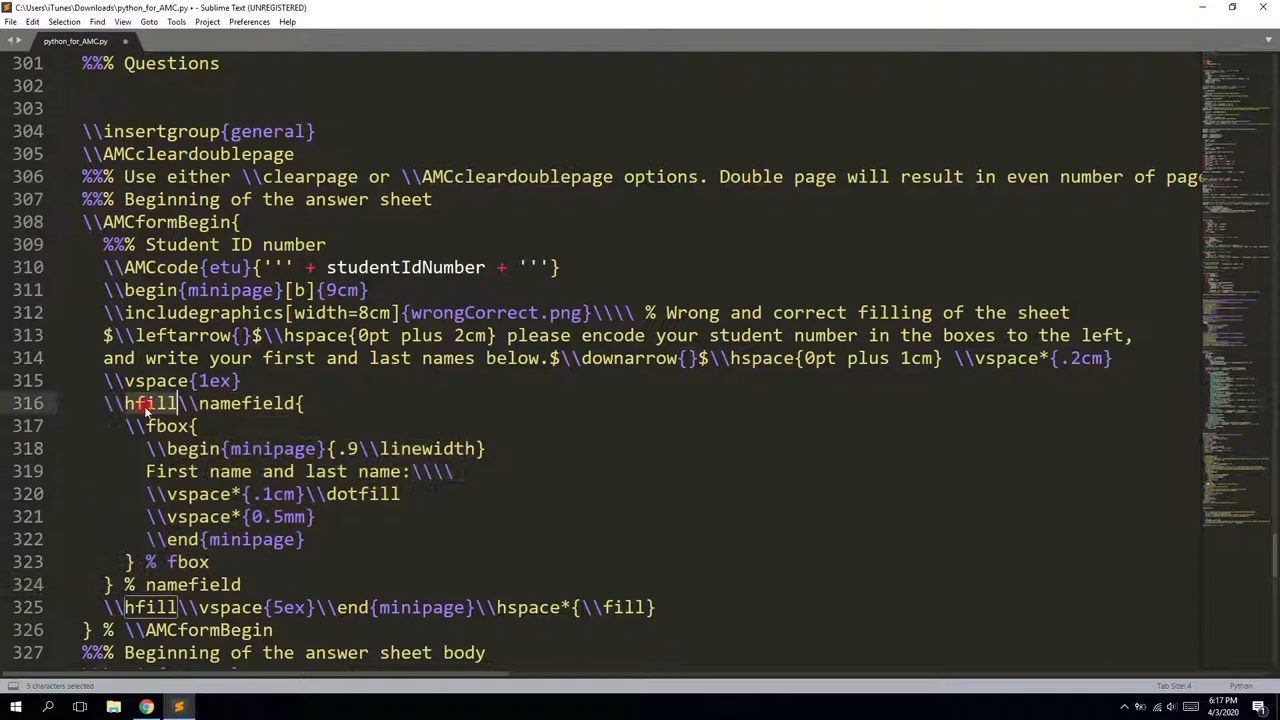 C:\Users\iTunes\Downloads\python_for_AMC.py • - Sublime Text (UNREGISTERED)
File Edit Selection Find View Goto Tools Project Preferences Help
python_for_AMC.py
301 %%% Questions
302
303
304 \\insertgroup{general}
305 \\AMCcleardoublepage
306 %%% Use either \\clearpage or \\AMCcleardoublepage options. Doublepage will result in even number of page
307 %%% Beginning of the answer sheet
308 \\AMCformBegin{
309 %%% Student ID number
310 \\AMCcode{etu}{''' + studentIdNumber + '''}
311 \\begin{minipage}[b]{9cm}
312 \\includegraphics[width=8cm]{wrongCorrect.png}\\\\ % Wrong and correct filling of the sheet
313 $\\leftarrow{}$\\hspace{0pt plus 2cm} please encode your student number in the boxes to the left,
314 and write your first and last names below.$\\downarrow{}$\\hspace{0pt plus 1cm} \\vspace*{.2cm}
315 \\vspace{1ex}
316 \\hfill\\namefield{
317 \\fbox{
318 \\begin{minipage}{.9\\linewidth}
319 First name and last name:\\\\
320 \\vspace*{.1cm}\\dotfill
321 \\vspace*{0.5mm}
322 \\end{minipage}
323 } % fbox
324 } % namefield
325 \\hfill\\vspace{5ex}\\end{minipage}\\hspace*{\\fill}
326 } % \\AMCformBegin
327 %%% Beginning of the answer sheet body
5 characters selected
Tab Size:4
Python
6:17 PM
4/3/2020